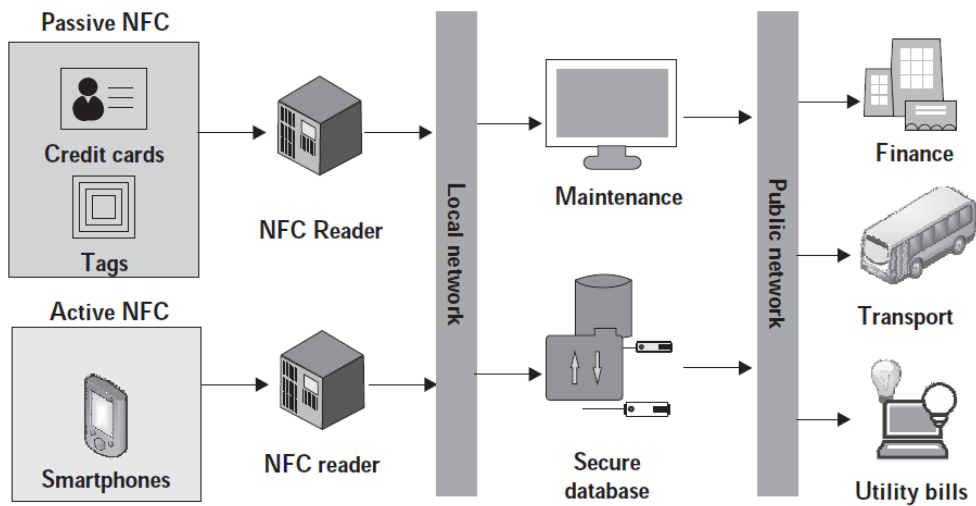 Passive NFC
Credit cards
Tags
NFC Reader
Active NFC
Smartphones
NFC reader
Local network
Maintenance
Secure
database
Public network
Finance
Transport
Utility bills